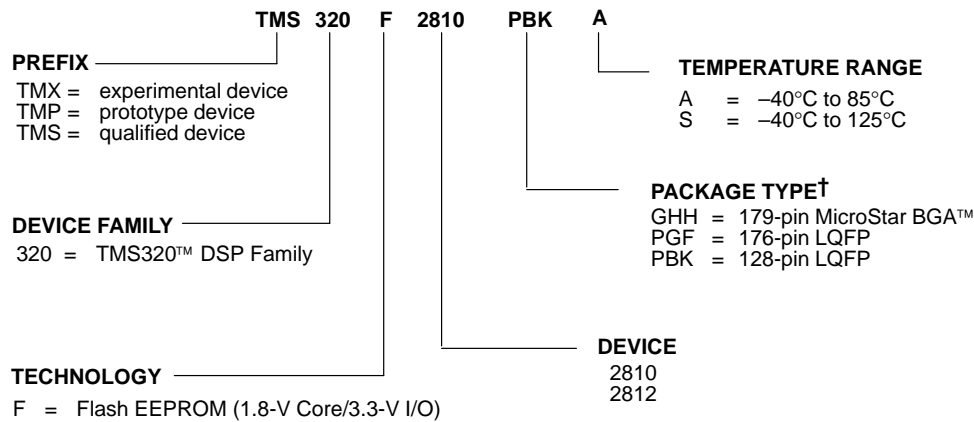 TMS 320 F 2810 PBK A
PREFIX
TMX = experimental device
TMP = prototype device
TMS = qualified device
TEMPERATURE RANGE
A = –40°C to 85°C
S = –40°C to 125°C
PACKAGE TYPE†
GHH = 179-pin MicroStar BGA™
PGF = 176-pin LQFP
PBK = 128-pin LQFP
DEVICE FAMILY
320 = TMS320™ DSP Family
DEVICE
2810
2812
TECHNOLOGY
F = Flash EEPROM (1.8-V Core/3.3-V I/O)